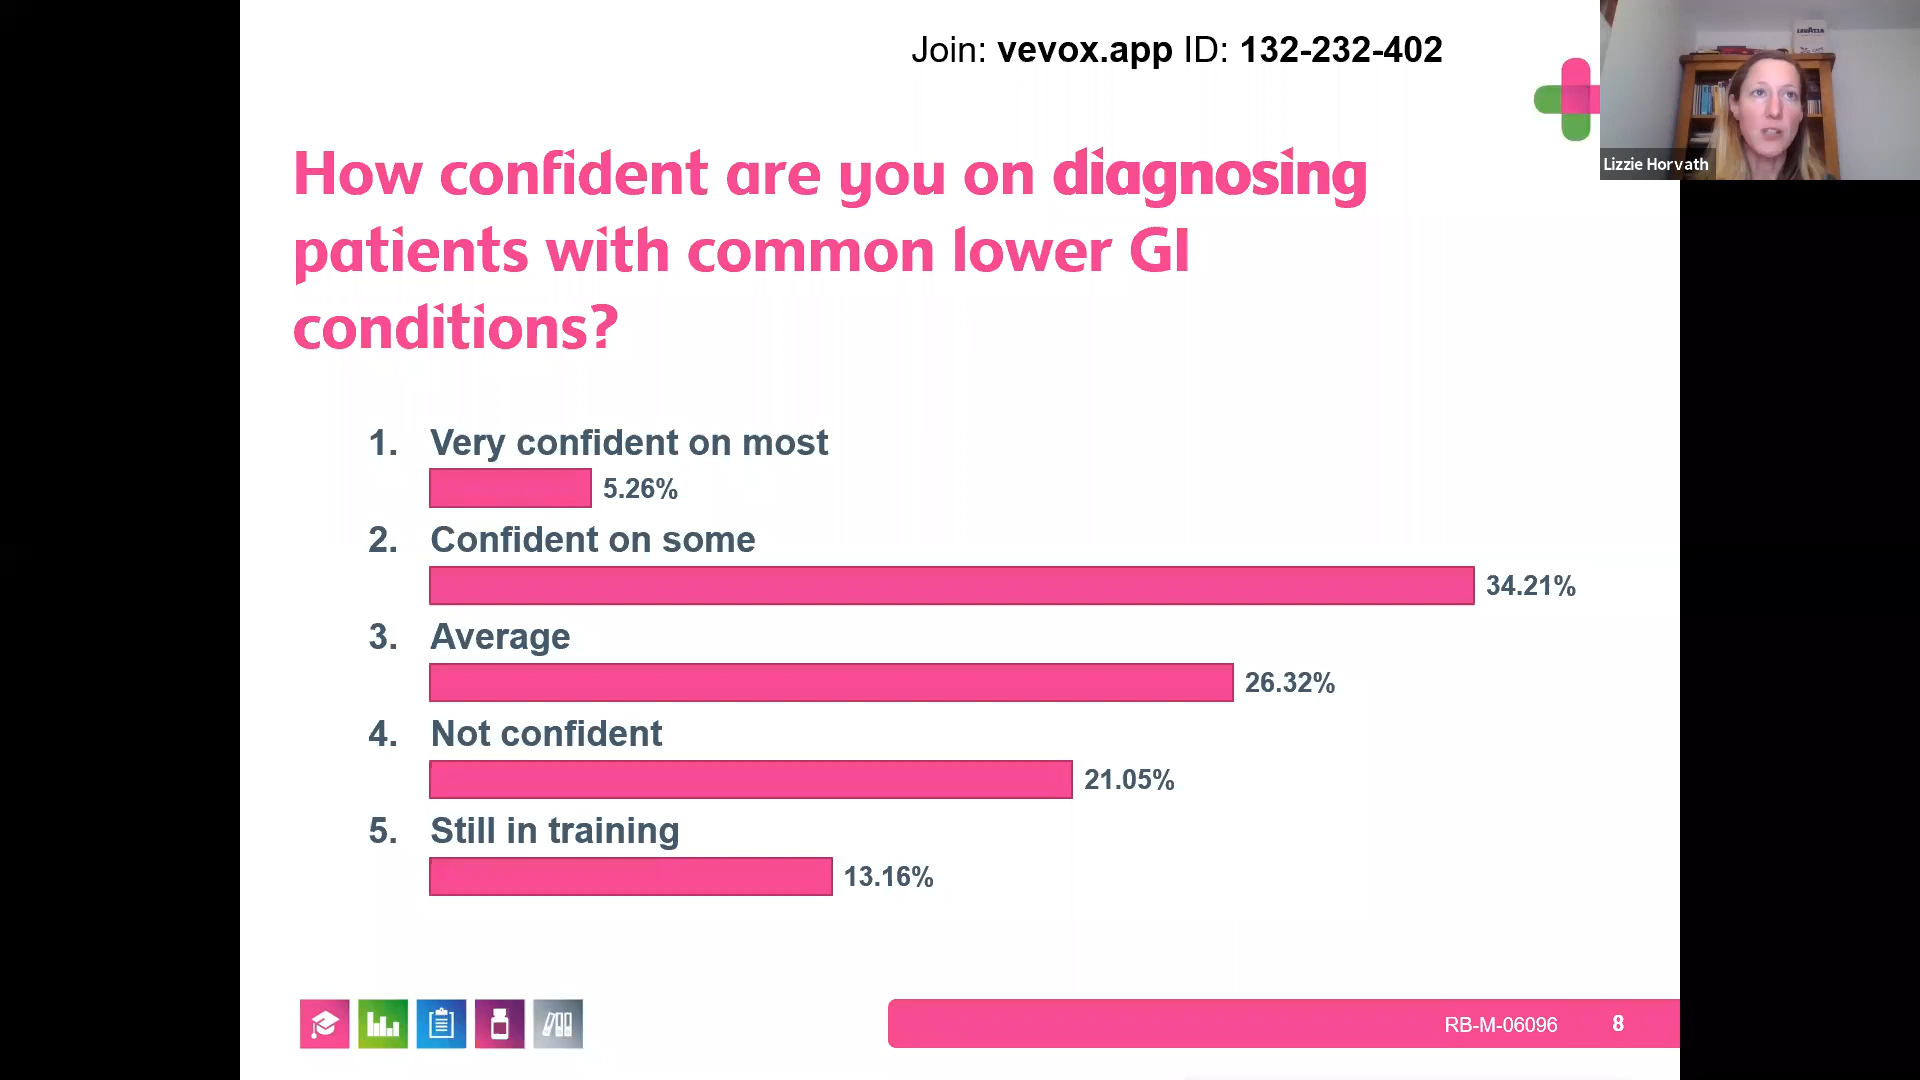 Join: vevox.app ID: 132-232-402
LAVAZZA
Lizzie Horvath
How confident are you on diagnosing
patients with common lower GI
conditions?
1. Very confident on most
5.26%
2. Confident on some
34.21%
3. Average
26.32%
4. Not confident
21.05%
5. Still in training
13.16%
RB-M-06096 8